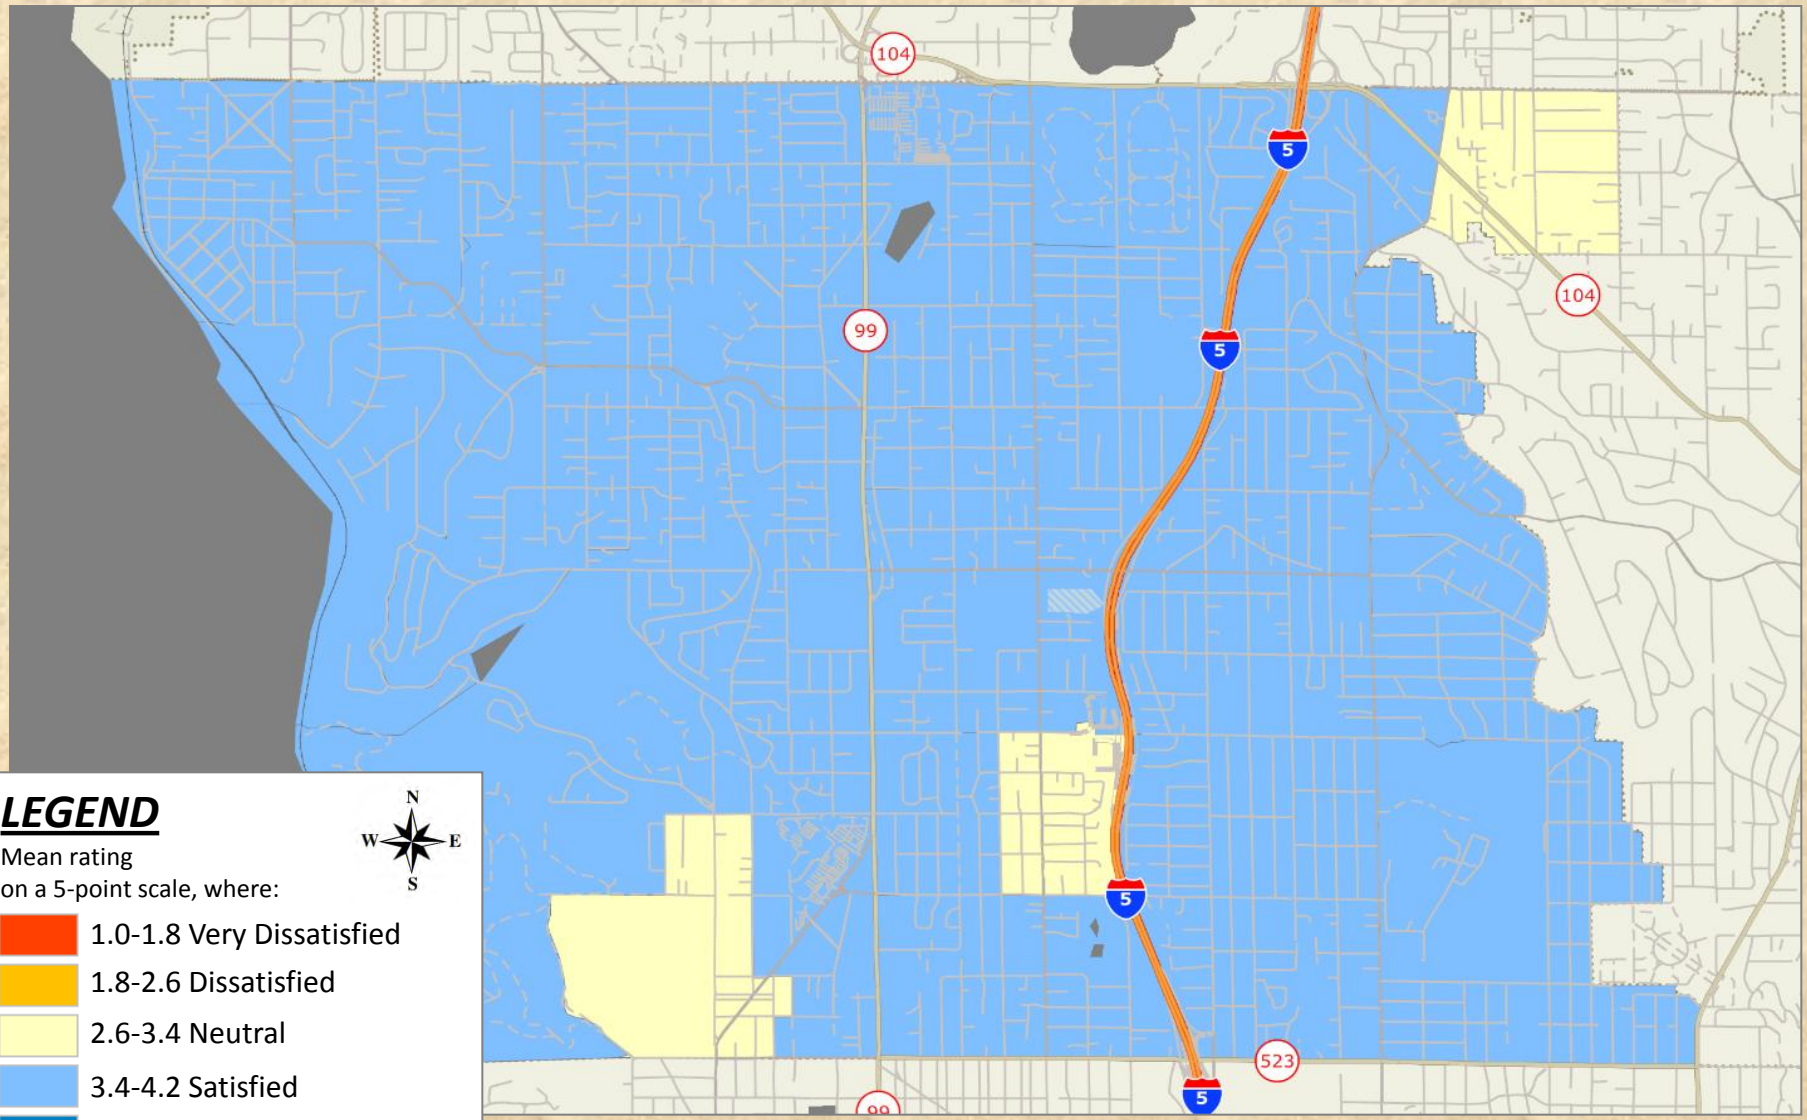 104
5
104
99
5
LEGEND
N
W E
S
Mean rating
on a 5-point scale, where:
1.0-1.8 Very Dissatisfied
1.8-2.6 Dissatisfied
2.6-3.4 Neutral
3.4-4.2 Satisfied
5
523
5
99